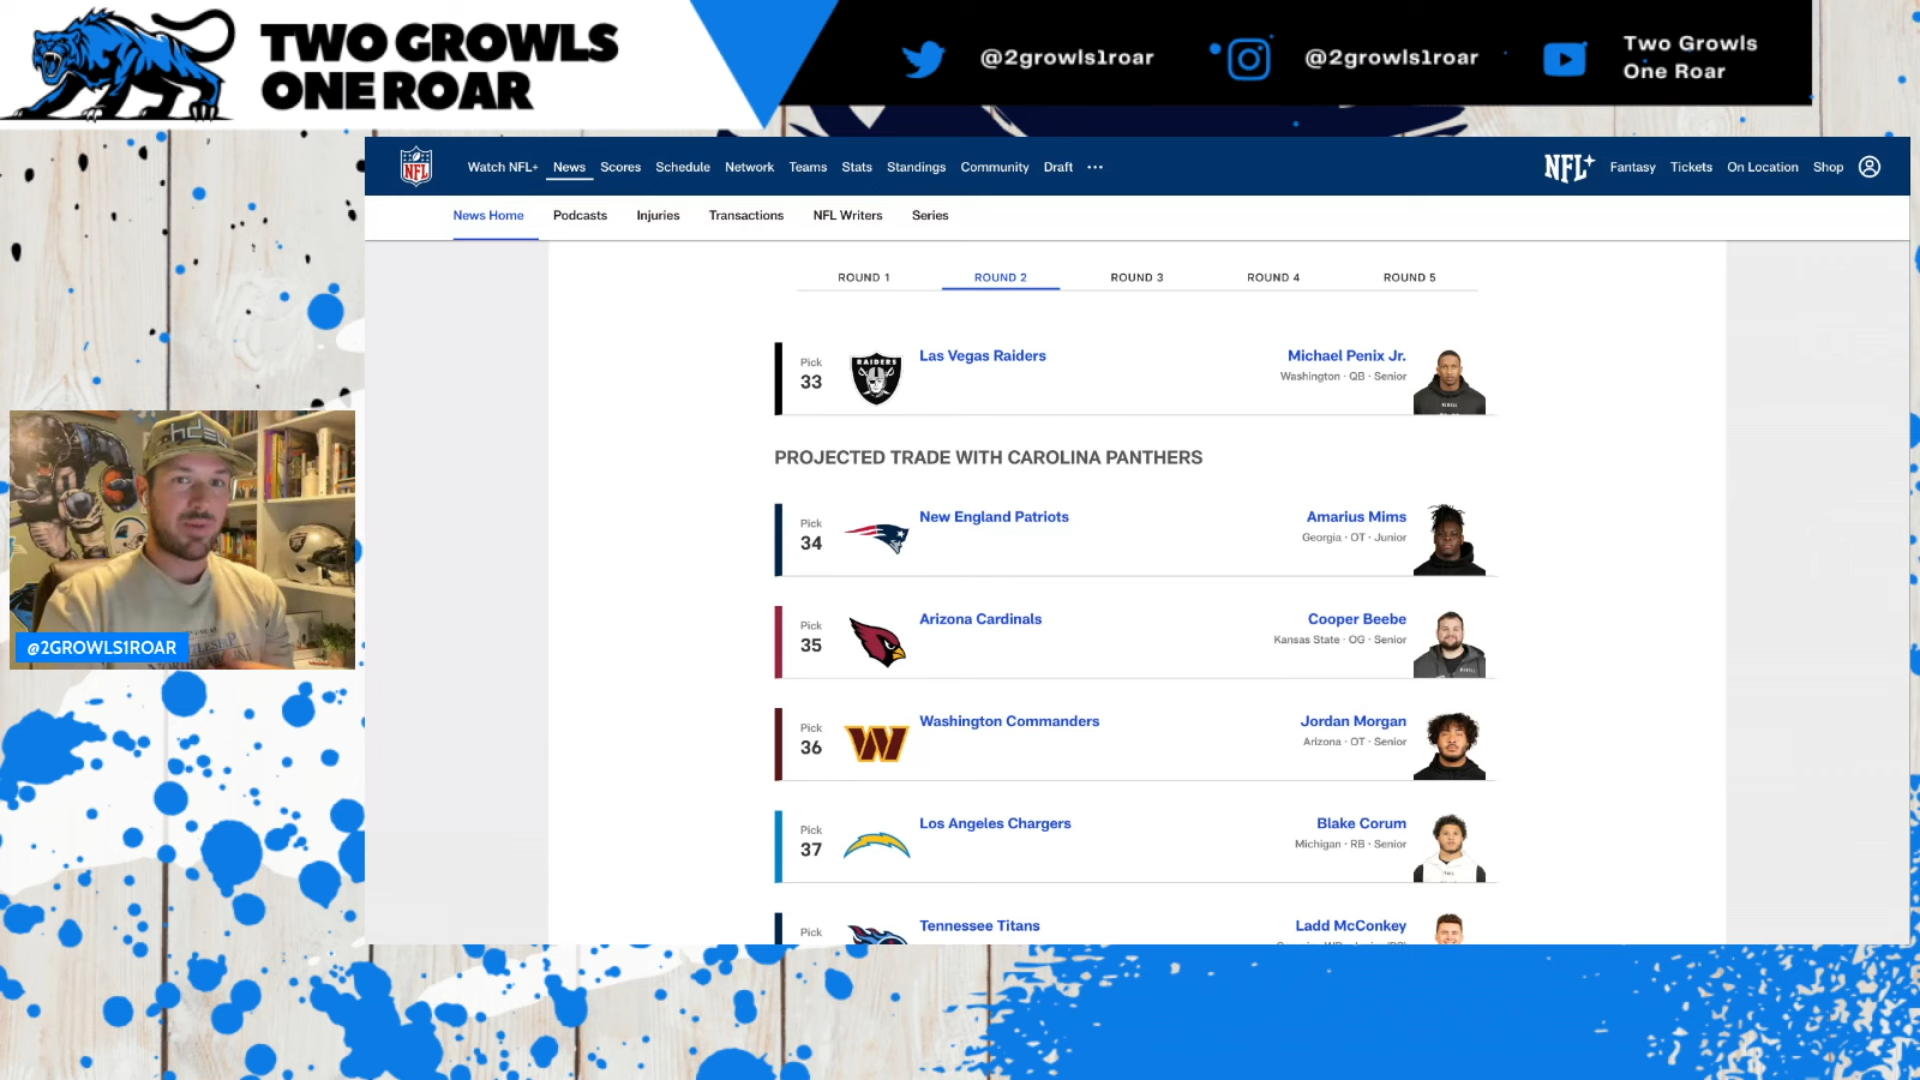 TWO GROWLS
ONE ROAR
@2growls1roar
@2growls1roar
Two Growls
One Roar
NFL
Watch NFL+ News Scores Schedule Network Teams Stats Standings Community Draft
NFL+ Fantasy Tickets On Location Shop
News Home Podcasts Injuries Transactions NFL Writers Series
ROUND 1 ROUND 2 ROUND 3 ROUND 4 ROUND 5
Pick
33
RAIDERS
Las Vegas Raiders
Michael Penix Jr.
Washington · QB · Senior
PROJECTED TRADE WITH CAROLINA PANTHERS
Pick
34
New England Patriots
Amarius Mims
Georgia · OT · Junior
Pick
35
Arizona Cardinals
Cooper Beebe
Kansas State · OG · Senior
Pick
36
W
Washington Commanders
Jordan Morgan
Arizona · OT · Senior
Pick
37
Los Angeles Chargers
Blake Corum
Michigan · RB · Senior
Pick
Tennessee Titans
Ladd McConkey
@2GROWLS1ROAR